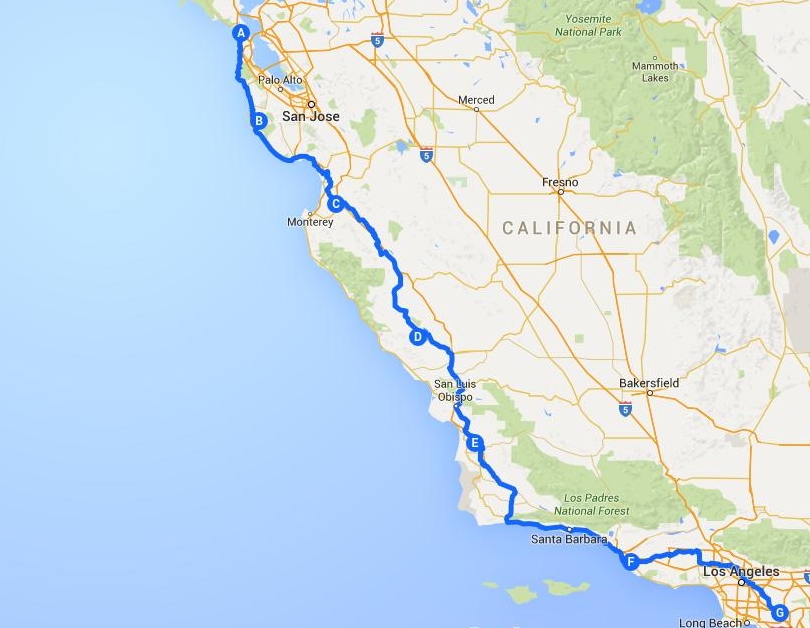 Yosemite
National Park
A
5
Mammoth
Lakes
Palo Alto
Merced
San Jose
B
5
Fresno
C
Monterey
CALIFORNIA
D
San Luis
Obispo
Bakersfield
5
E
Los Padres
National Forest
Santa Barbara
F
Los Angeles
G
Long Beach